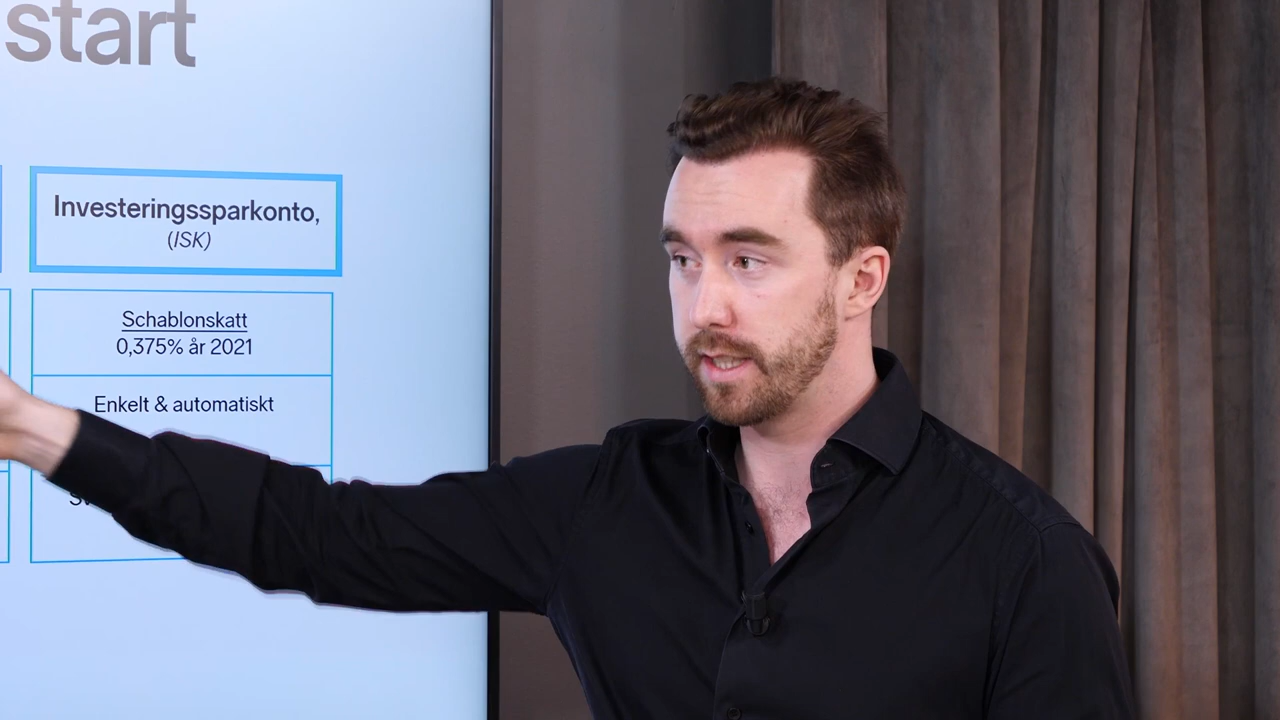 start
Investeringssparkonto,
(ISK)
Schablonskatt
0,375% år 2021
Enkelt & automatiskt